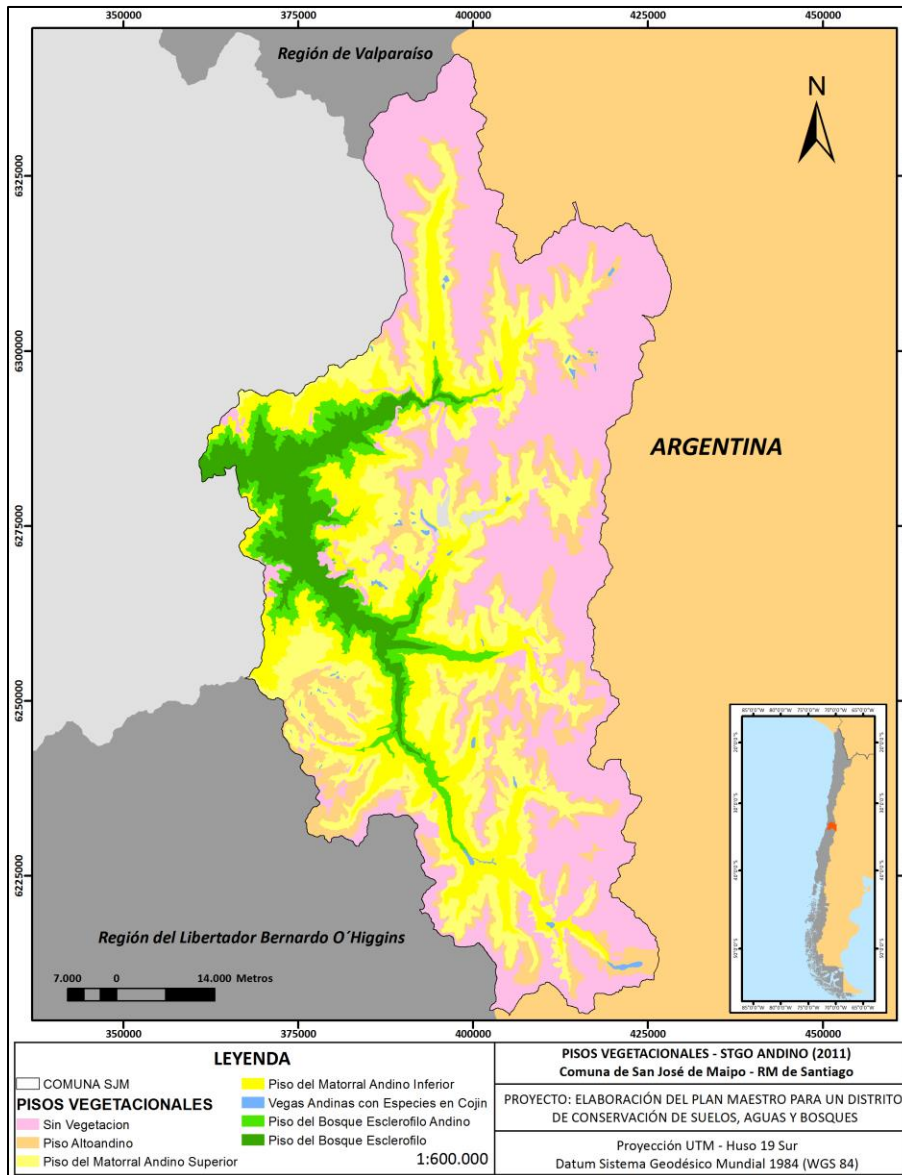 350000 375000 400000 425000 450000
Región de Valparaíso
N
6325000 6325000
6300000 6300000
ARGENTINA
6275000 6275000
6250000 6250000
6225000 6225000
Región del Libertador Bernardo O´Higgins
7.000 0 14.000 Metros
350000 375000 400000 425000 450000
LEYENDA
COMUNA SJM
PISOS VEGETACIONALES
Sin Vegetacion
Piso Altoandino
Piso del Matorral Andino Superior
Piso del Matorral Andino Inferior
Vegas Andinas con Especies en Cojin
Piso del Bosque Esclerofilo Andino
Piso del Bosque Esclerofilo
1:600.000
PISOS VEGETACIONALES - STGO ANDINO (2011)
Comuna de San José de Maipo - RM de Santiago
PROYECTO: ELABORACIÓN DEL PLAN MAESTRO PARA UN DISTRITO
DE CONSERVACIÓN DE SUELOS, AGUAS Y BOSQUES
Proyección UTM - Huso 19 Sur
Datum Sistema Geodésico Mundial 1984 (WGS 84)